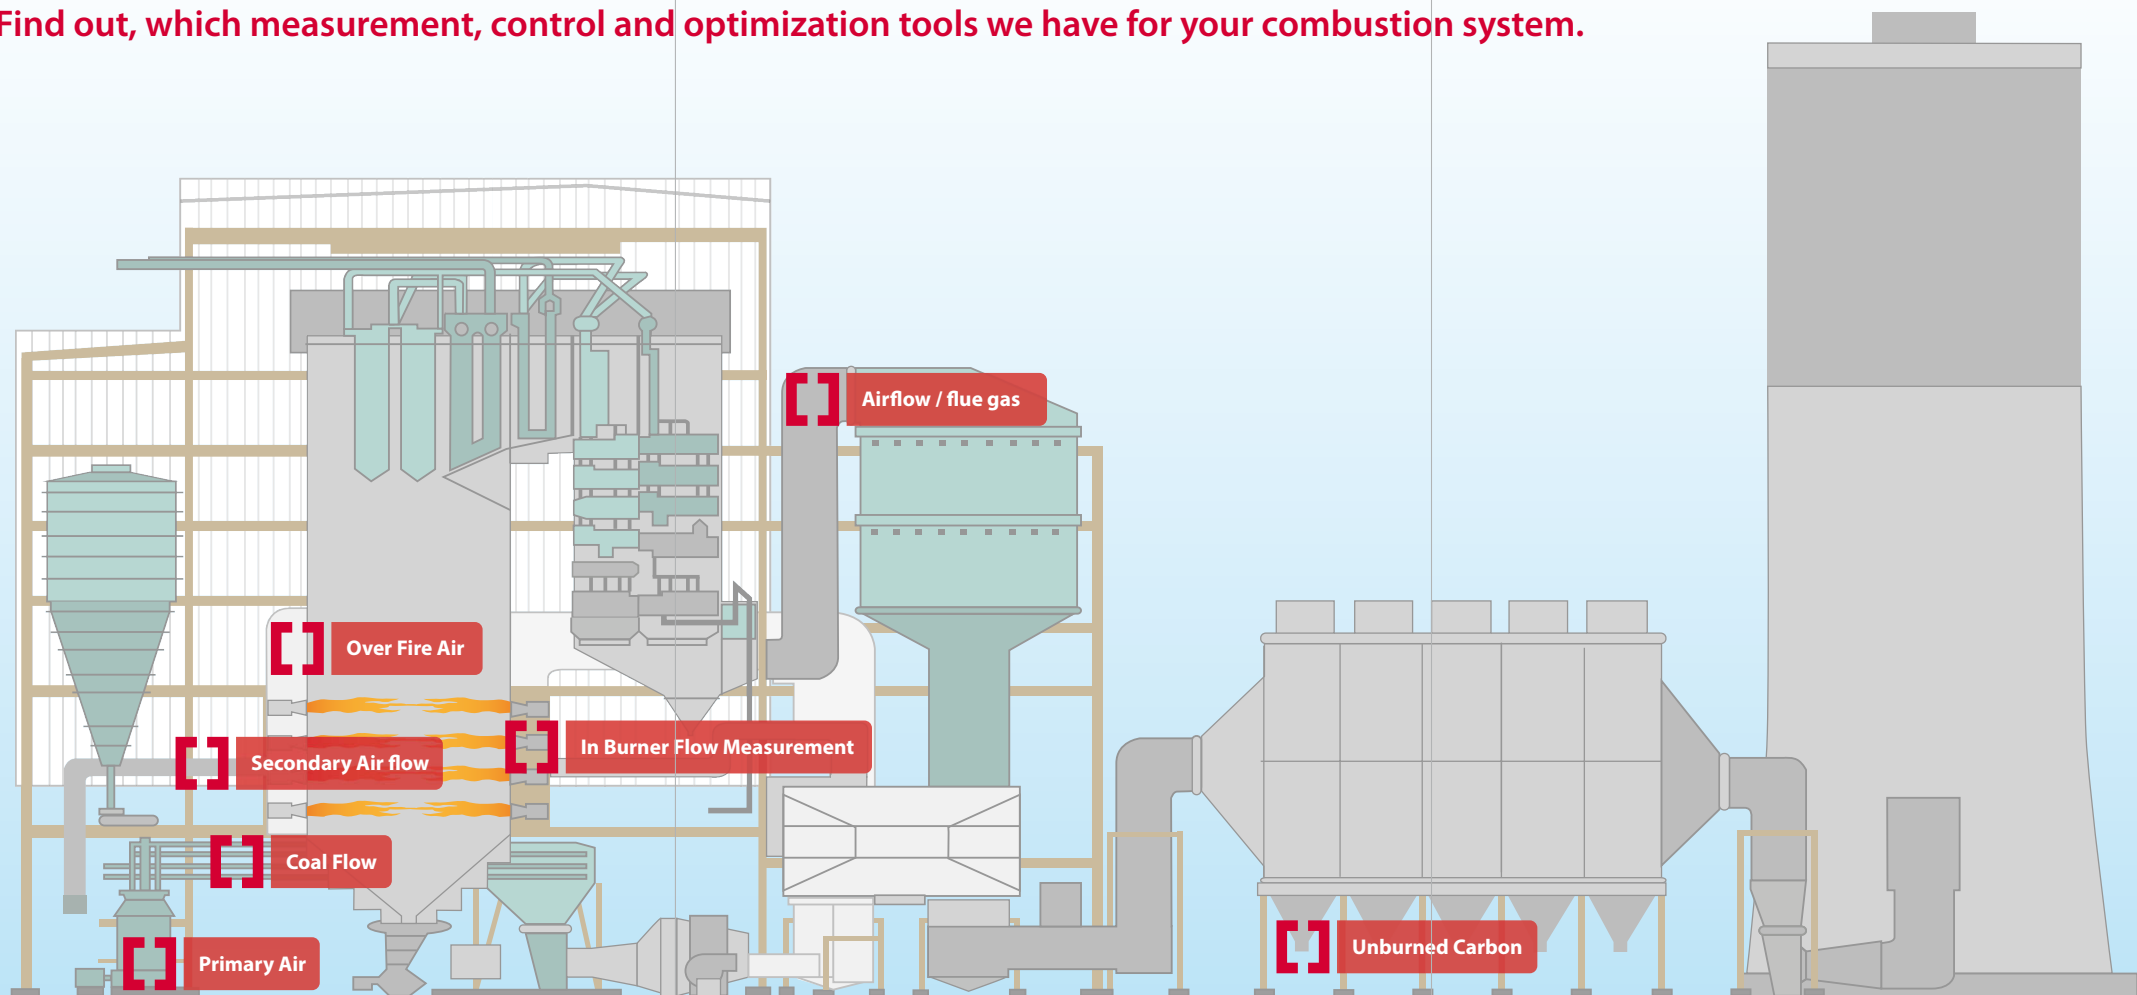 Find out, which measurement, control and optimization tools we have for your combustion system.
Airflow / flue gas
Over Fire Air
In Burner Flow Measurement
Secondary Air flow
Coal Flow
Unburned Carbon
Primary Air